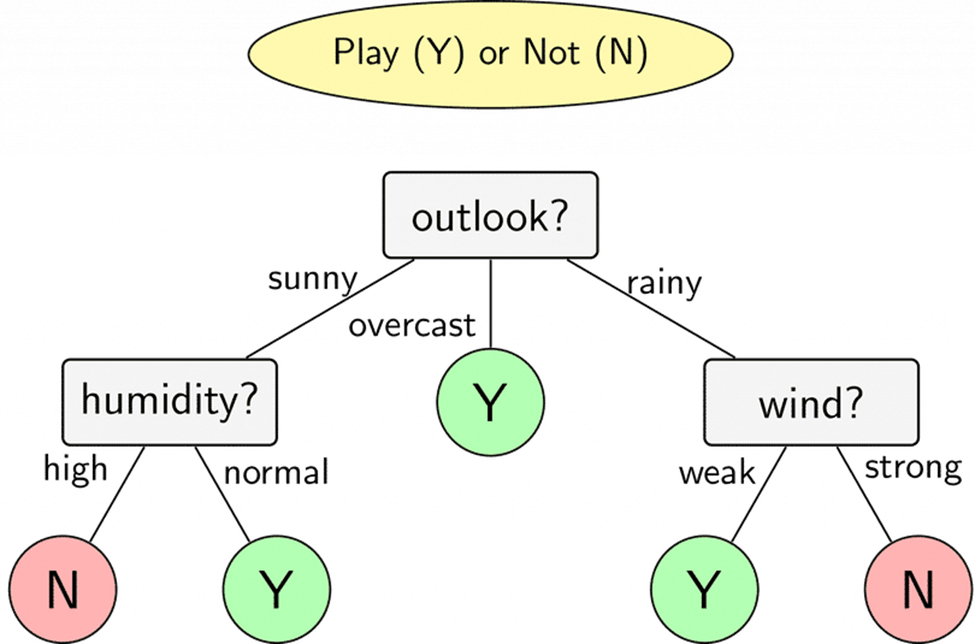 Play (Y) or Not (N)
outlook?
sunny
overcast
rainy
humidity?
Y
wind?
high
normal
weak
strong
N
Y
Y
N